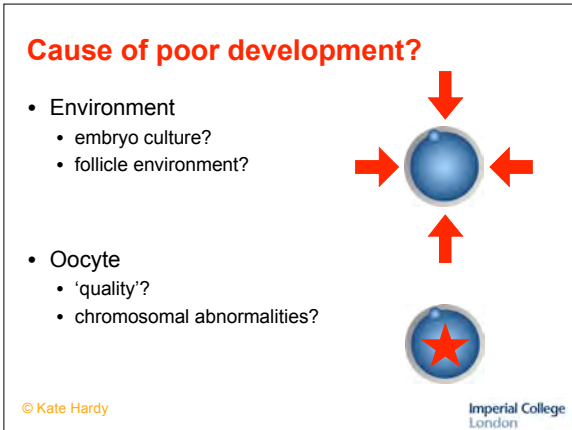 Cause of poor development?
• Environment
• embryo culture?
• follicle environment?
• Oocyte
• ‘quality’?
• chromosomal abnormalities?
© Kate Hardy
Imperial College
London